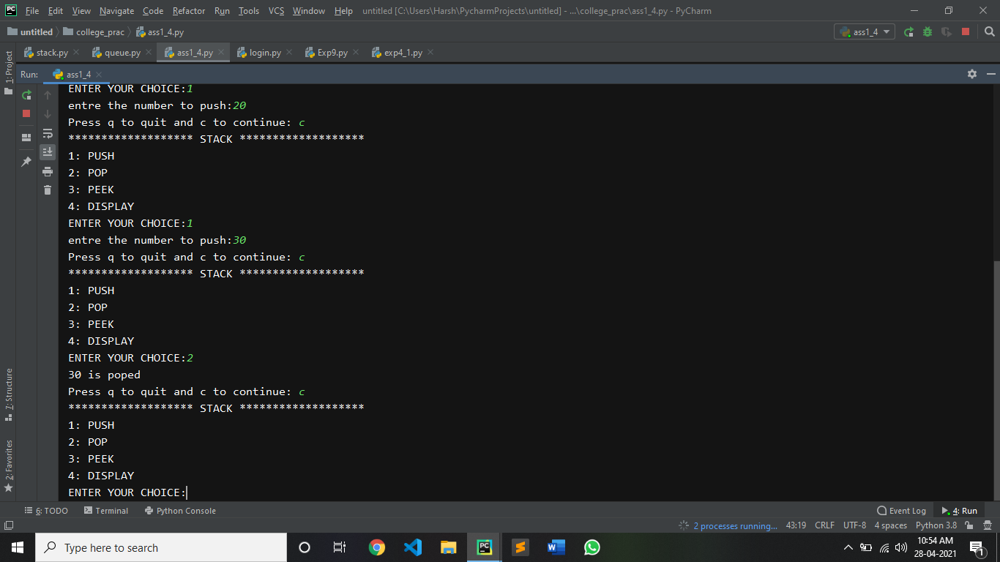 File Edit View Navigate Code Refactor Run Tools VCS Window Help untitled [C:\Users\Harsh\PycharmProjects\untitled] - ...\college_prac\ass1_4.py - PyCharm
untitled college_prac ass1_4.py ass1_4
stack.py queue.py ass1_4.py login.py Exp9.py exp4_1.py
1: Project
Run: ass1_4
ENTER YOUR CHOICE:1
entre the number to push:20
Press q to quit and c to continue: c
******************* STACK *******************
1: PUSH
2: POP
3: PEEK
4: DISPLAY
ENTER YOUR CHOICE:1
entre the number to push:30
Press q to quit and c to continue: c
******************* STACK *******************
1: PUSH
2: POP
3: PEEK
4: DISPLAY
ENTER YOUR CHOICE:2
30 is poped
Press q to quit and c to continue: c
******************* STACK *******************
1: PUSH
2: POP
3: PEEK
4: DISPLAY
ENTER YOUR CHOICE:
7: Structure
2: Favorites
6: TODO Terminal Python Console Event Log 4: Run
2 processes running... 43:19 CRLF UTF-8 4 spaces Python 3.8
Type here to search
10:54 AM
28-04-2021
1